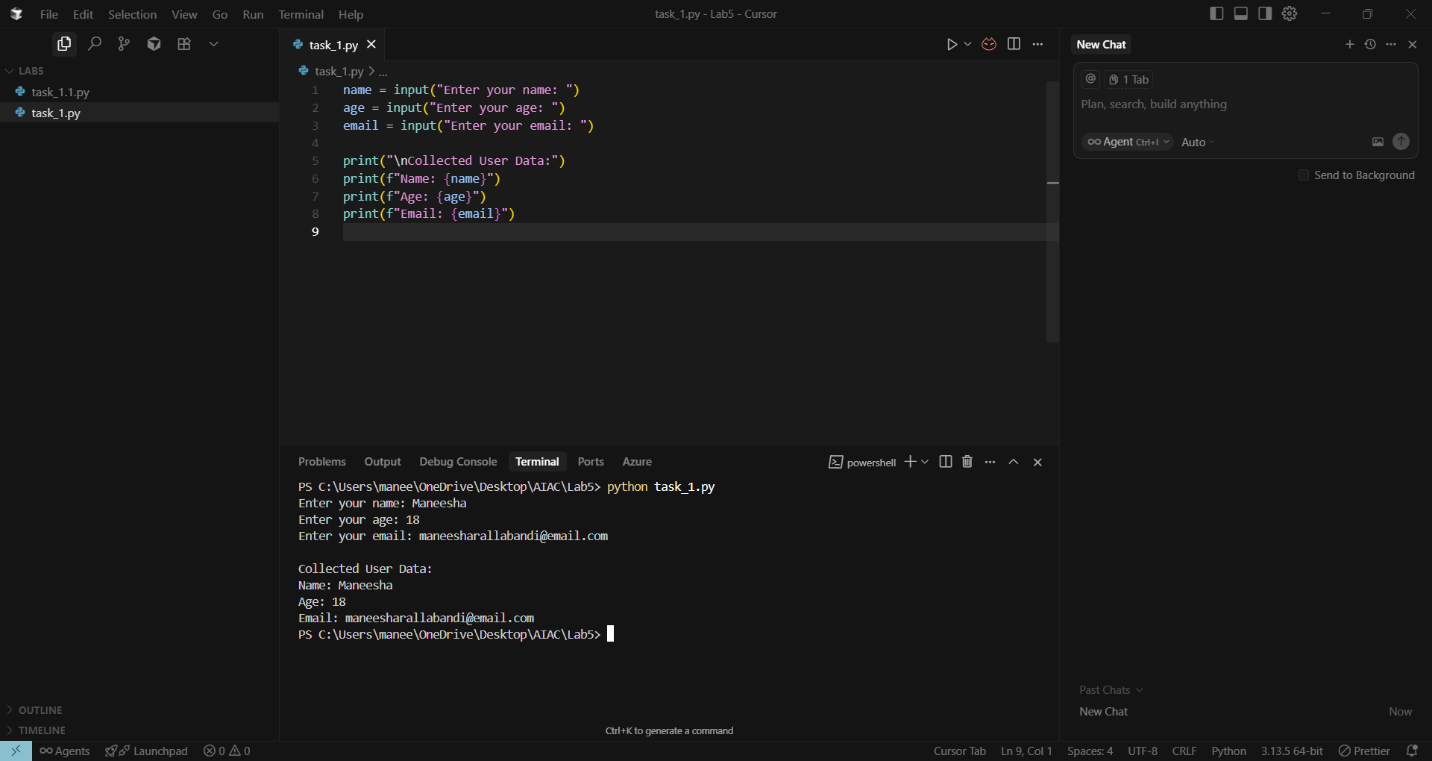 File Edit Selection View Go Run Terminal Help
task_1.py - Lab5 - Cursor
LAB5
task_1.1.py
task_1.py
task_1.py
task_1.py > ...
1 name = input("Enter your name: ")
2 age = input("Enter your age: ")
3 email = input("Enter your email: ")
4
5 print("\nCollected User Data:")
6 print(f"Name: {name}")
7 print(f"Age: {age}")
8 print(f"Email: {email}")
9
Problems Output Debug Console Terminal Ports Azure
powershell
PS C:\Users\manee\OneDrive\Desktop\AIAC\Lab5> python task_1.py
Enter your name: Maneesha
Enter your age: 18
Enter your email: maneesharallabandi@email.com

Collected User Data:
Name: Maneesha
Age: 18
Email: maneesharallabandi@email.com
PS C:\Users\manee\OneDrive\Desktop\AIAC\Lab5>
Ctrl+K to generate a command
New Chat
@ 1 Tab
Plan, search, build anything
Agent Ctrl+I Auto
Send to Background
Past Chats
New Chat Now
OUTLINE
TIMELINE
Agents Launchpad 0 0
Cursor Tab Ln 9, Col 1 Spaces: 4 UTF-8 CRLF Python 3.13.5 64-bit Prettier